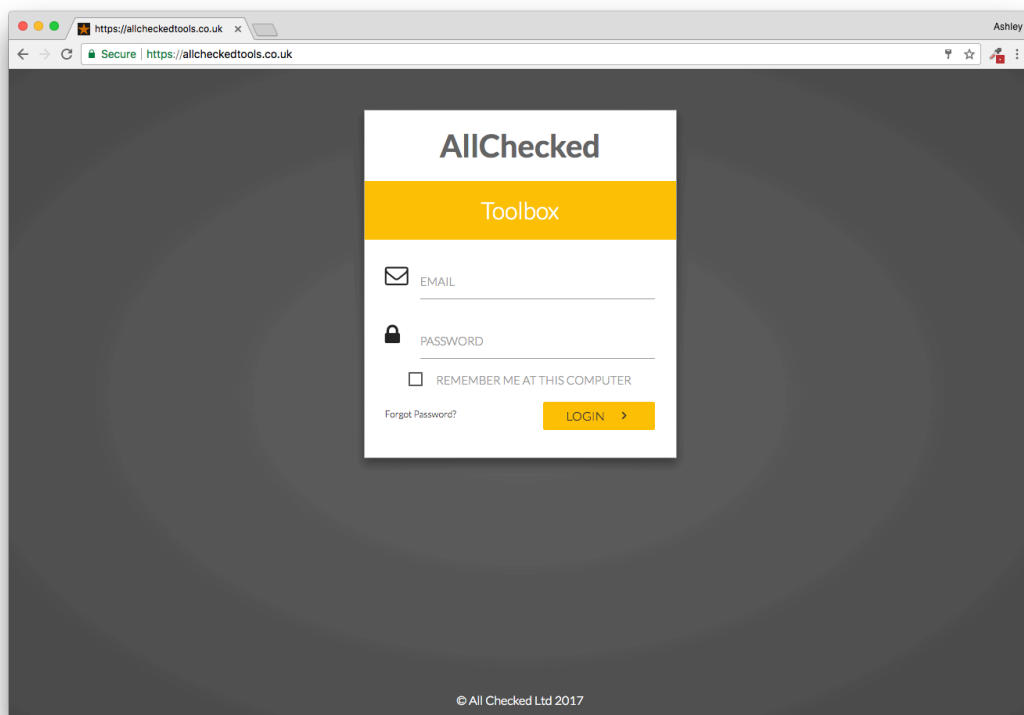 https://allcheckedtools.co.uk
Ashley
Secure https://allcheckedtools.co.uk
AllChecked
Toolbox
EMAIL
PASSWORD
REMEMBER ME AT THIS COMPUTER
Forgot Password?
LOGIN
© All Checked Ltd 2017